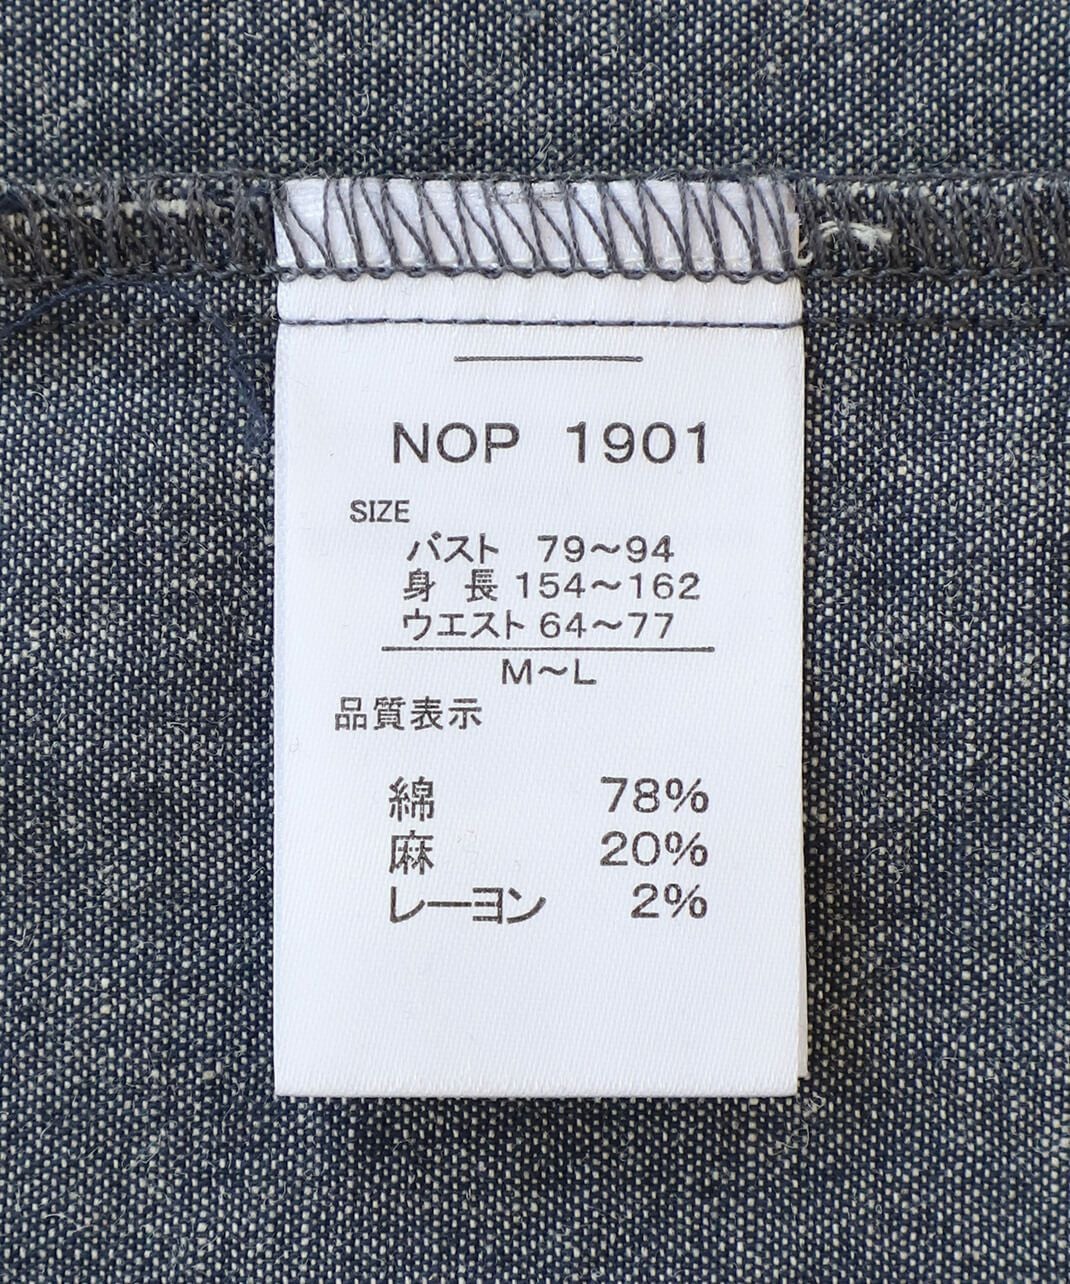 NOP 1901
SIZE
バスト 79～94
身 長 154～162
ウエスト 64～77
M～L
品質表示
綿 78%
麻 20%
レーヨン 2%